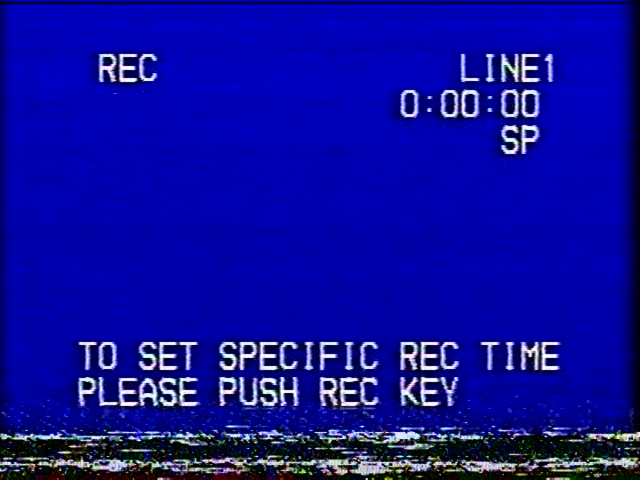 REC LINE1
0:00:00
SP
TO SET SPECIFIC REC TIME
PLEASE PUSH REC KEY